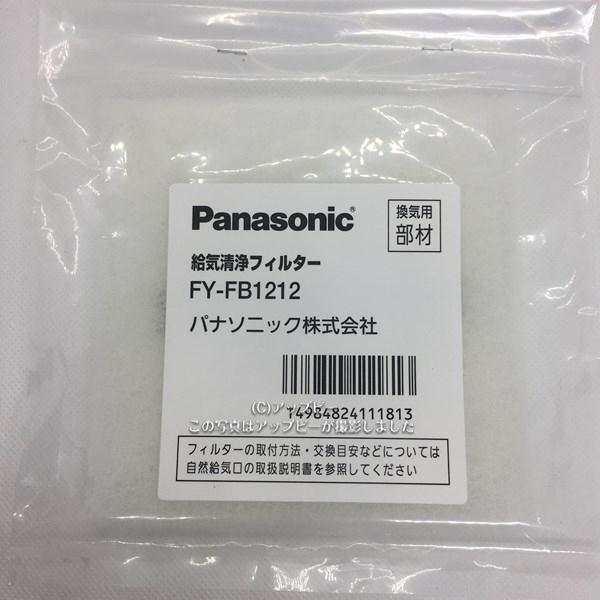 Panasonic®
換気用
部材
給気清浄フィルター
FY-FB1212
パナソニック株式会社
(C)アップビー
T4984824111813
この写真はアップビーが撮影しました
フィルターの取付方法・交換目安などについては
自然給気口の取扱説明書を参照してください